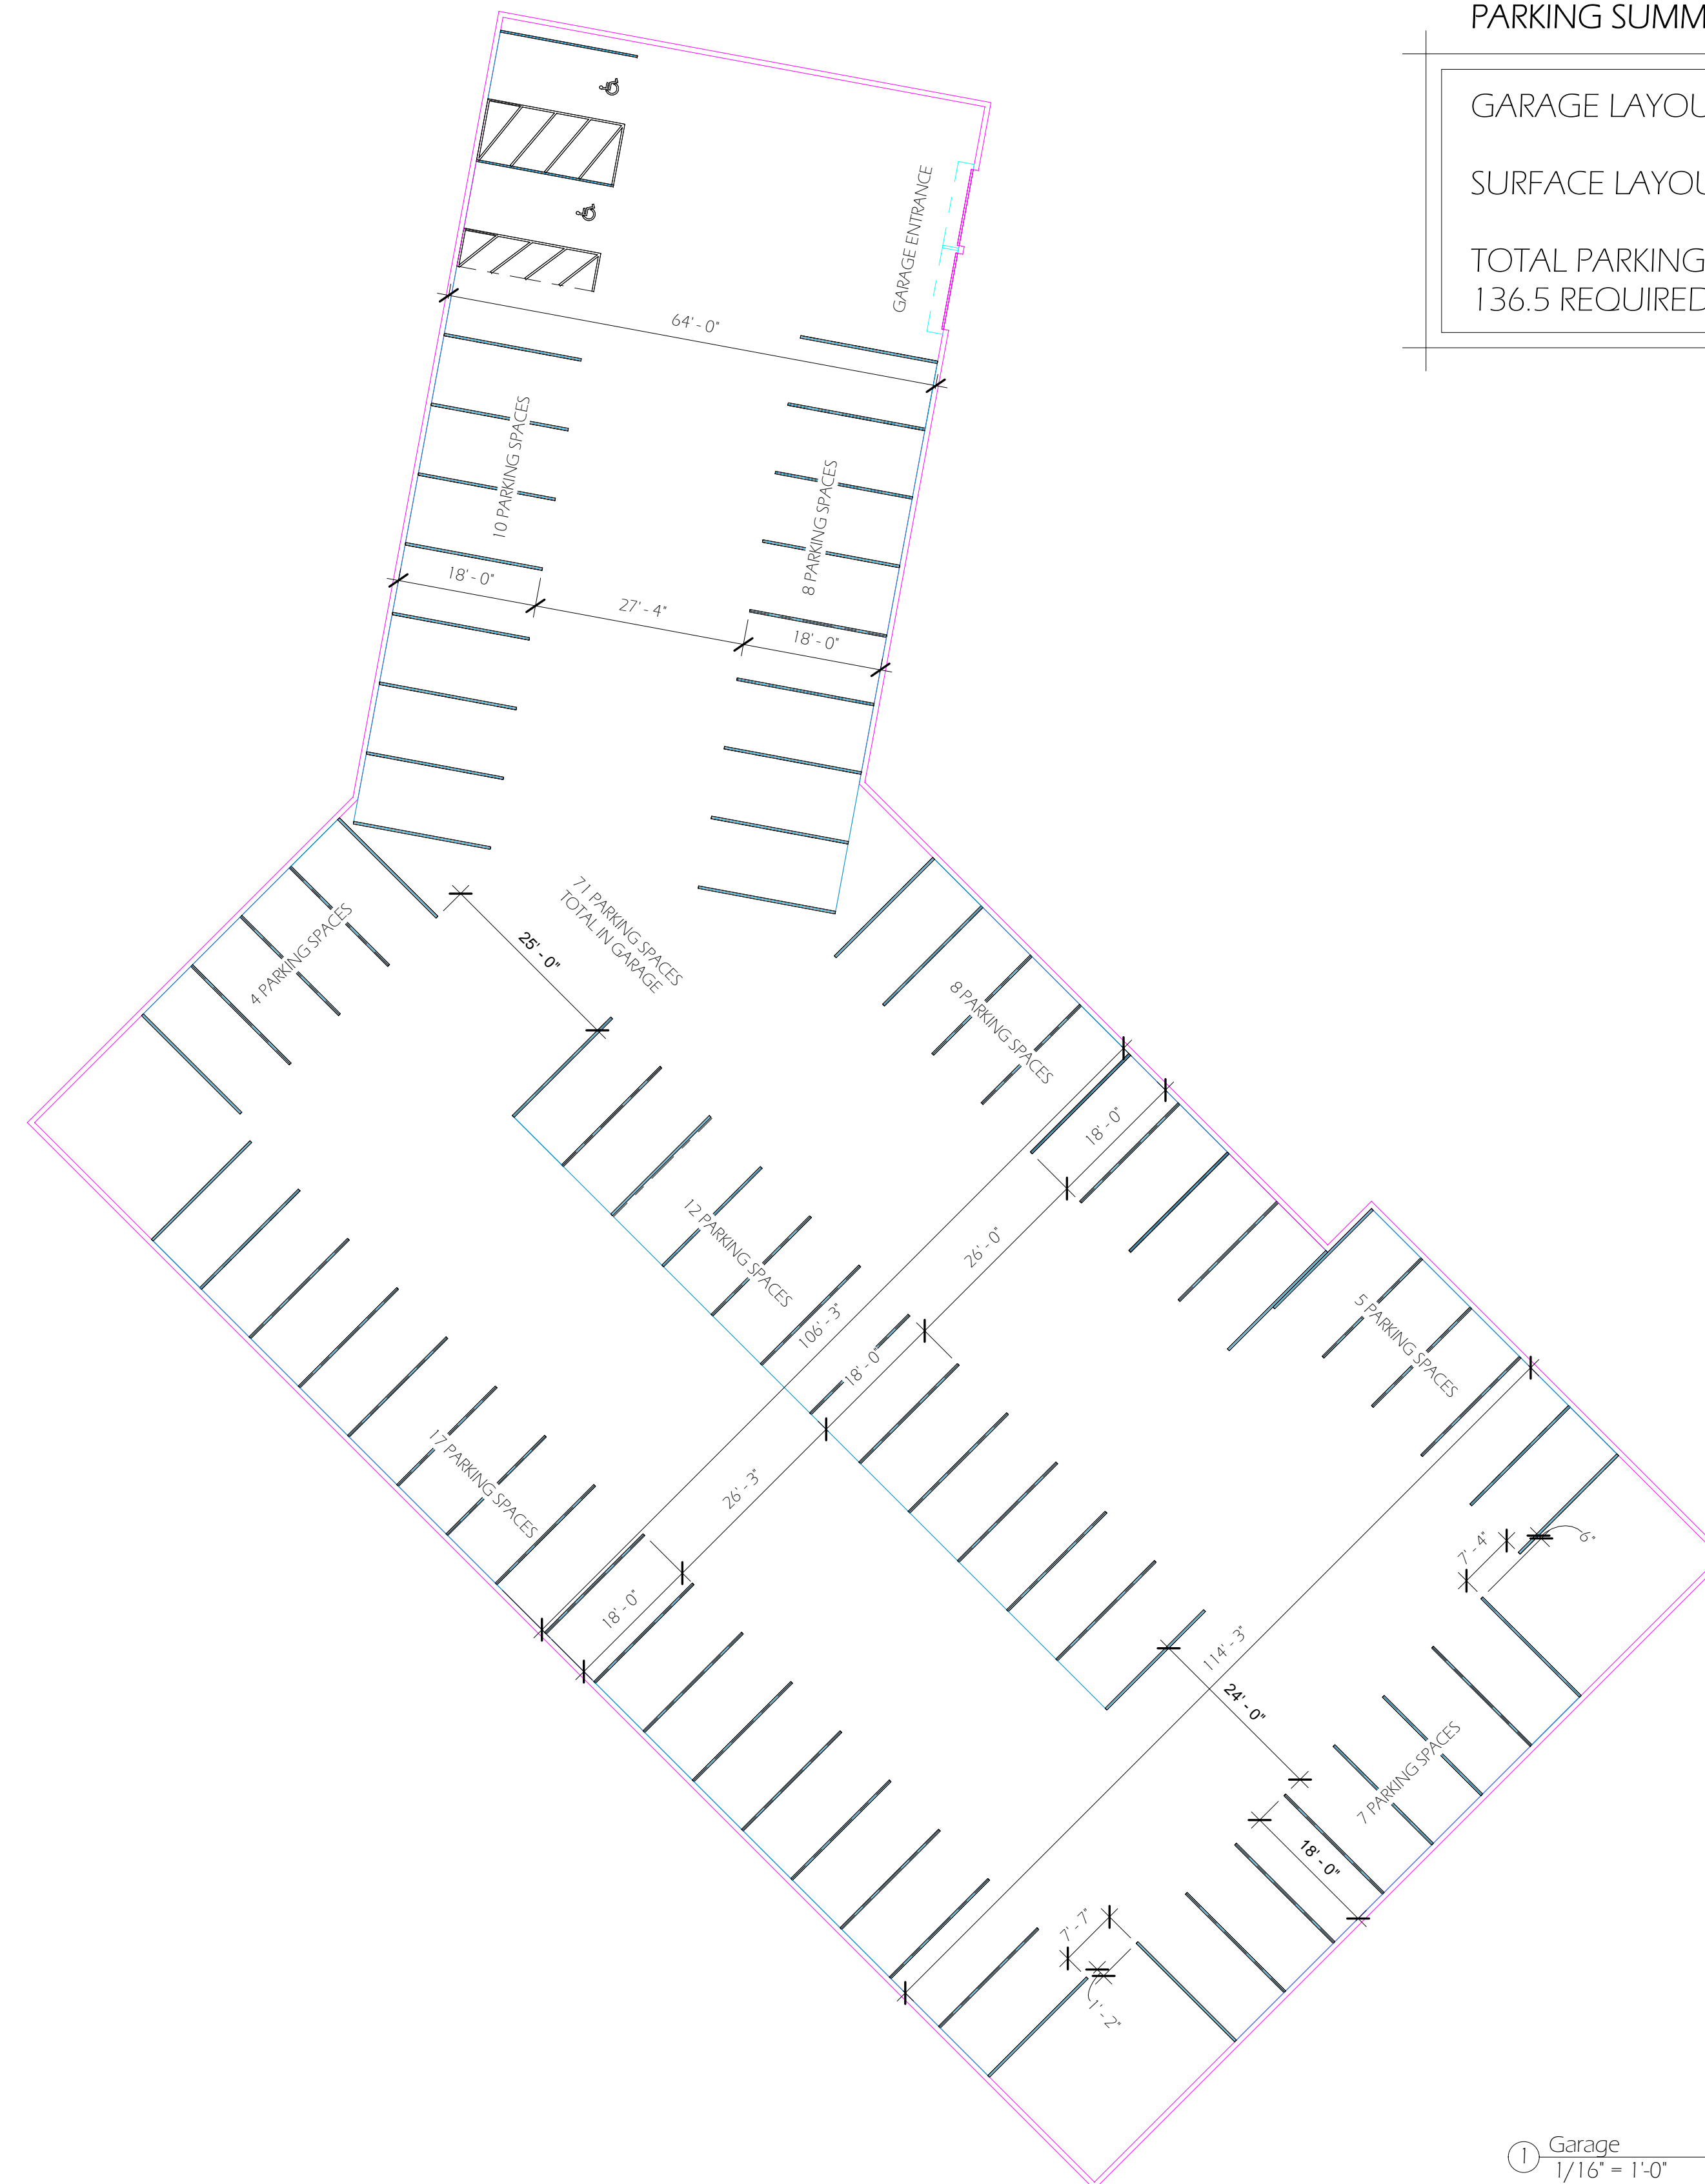 PARKING SUMM
GARAGE LAYOU
SURFACE LAYOU
TOTAL PARKING
136.5 REQUIRED
GARAGE ENTRANCE
64' - 0"
10 PARKING SPACES
8 PARKING SPACES
18' - 0"
27' - 4"
18' - 0"
71 PARKING SPACES
TOTAL IN GARAGE
4 PARKING SPACES
25' - 0"
8 PARKING SPACES
18' - 0"
12 PARKING SPACES
26' - 0"
106' - 3"
18' - 0"
5 PARKING SPACES
17 PARKING SPACES
26' - 3"
18' - 0"
7' - 4"
6"
114' - 3"
24' - 0"
7 PARKING SPACES
18' - 0"
7' - 7"
1' - 2"
1
Garage
1/16" = 1'-0"